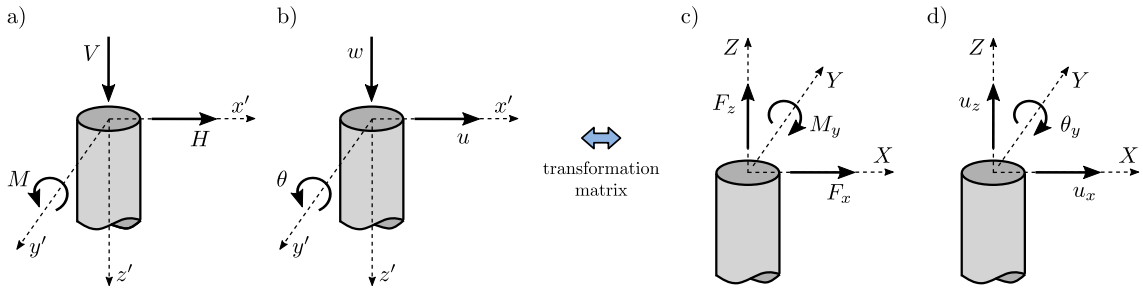 a)
V
x′
H
M
y′
z′
b)
w
x′
u
θ
y′
z′
transformation
matrix
c)
Z
Y
F_z
M_y
X
F_x
d)
Z
Y
u_z
θ_y
X
u_x